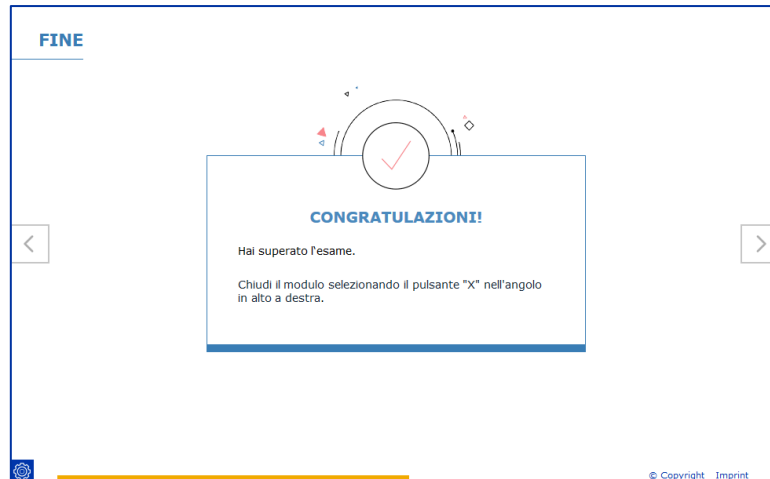 FINE
CONGRATULAZIONI!
Hai superato l'esame.
Chiudi il modulo selezionando il pulsante "X" nell'angolo
in alto a destra.
© Copyright Imprint